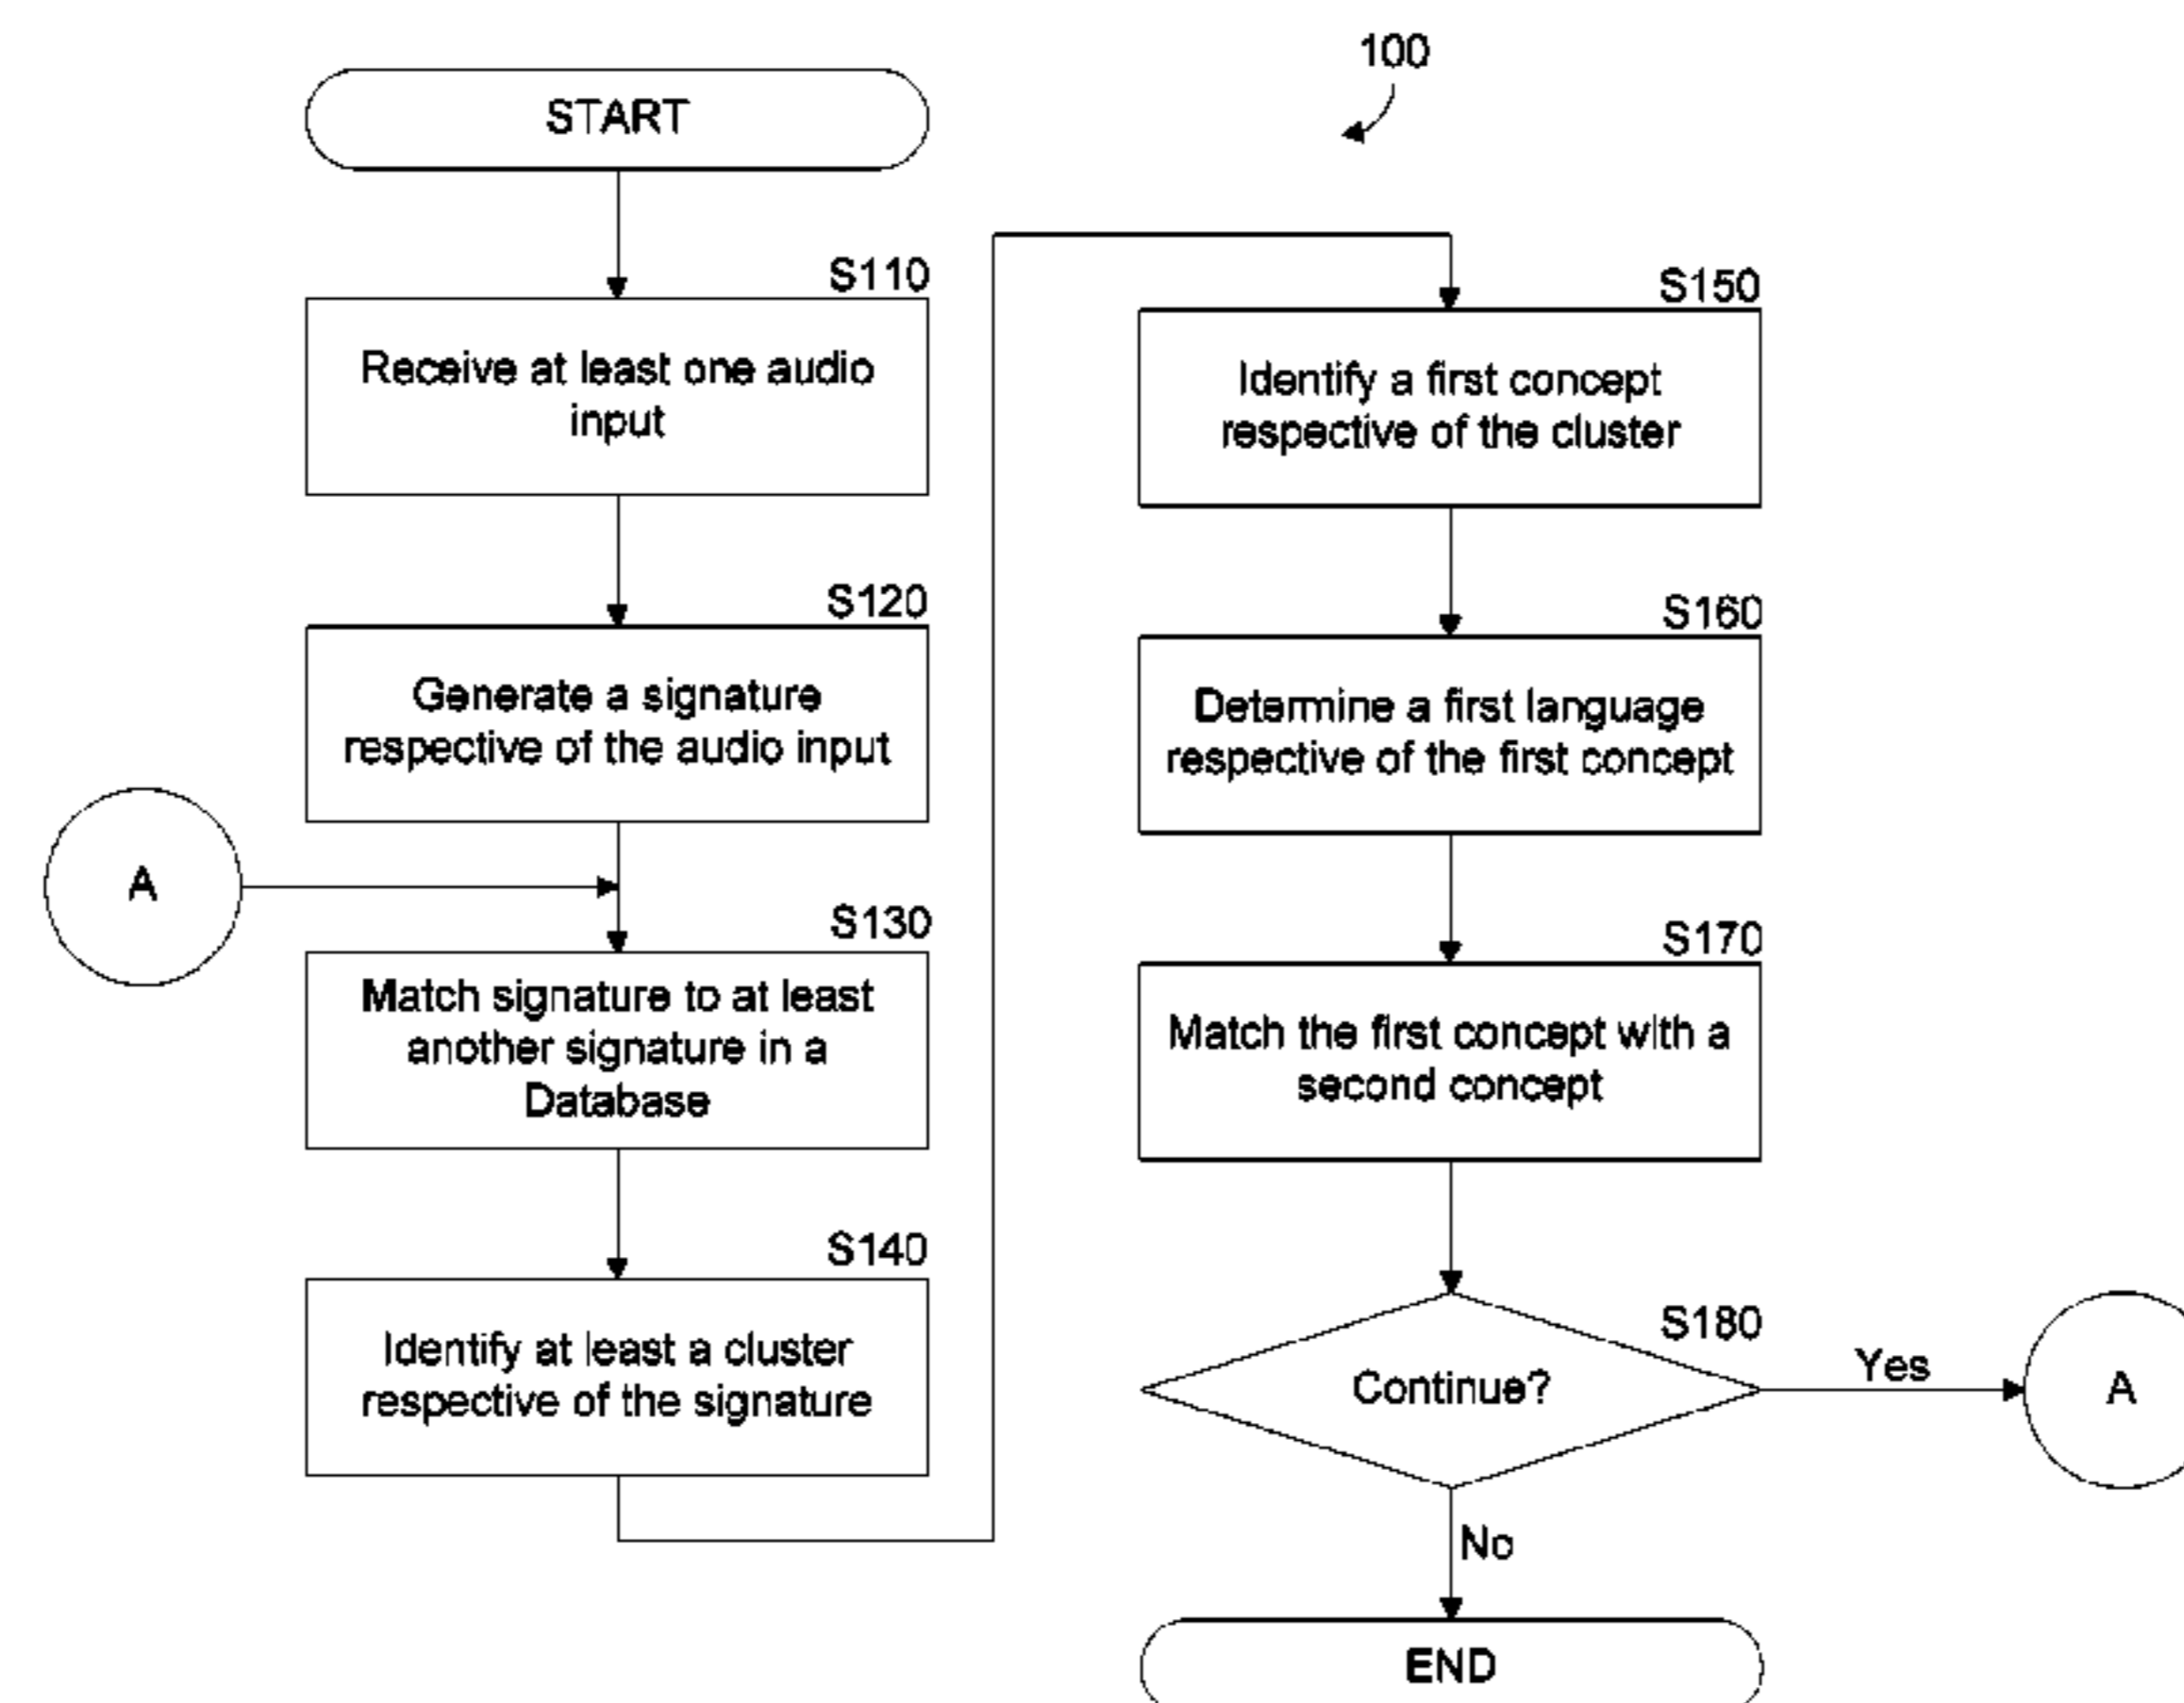 100
START
S110
Receive at least one audio
input
S120
Generate a signature
respective of the audio input
A
S130
Match signature to at least
another signature in a
Database
S140
Identify at least a cluster
respective of the signature
S150
Identify a first concept
respective of the cluster
S160
Determine a first language
respective of the first concept
S170
Match the first concept with a
second concept
S180
Continue?
Yes
A
No
END